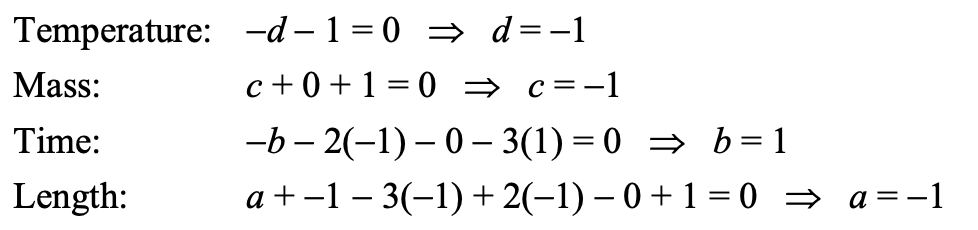 Temperature: –d – 1 = 0 ⇒ d = –1
Mass: c + 0 + 1 = 0 ⇒ c = –1
Time: –b – 2(–1) – 0 – 3(1) = 0 ⇒ b = 1
Length: a + –1 – 3(–1) + 2(–1) – 0 + 1 = 0 ⇒ a = –1